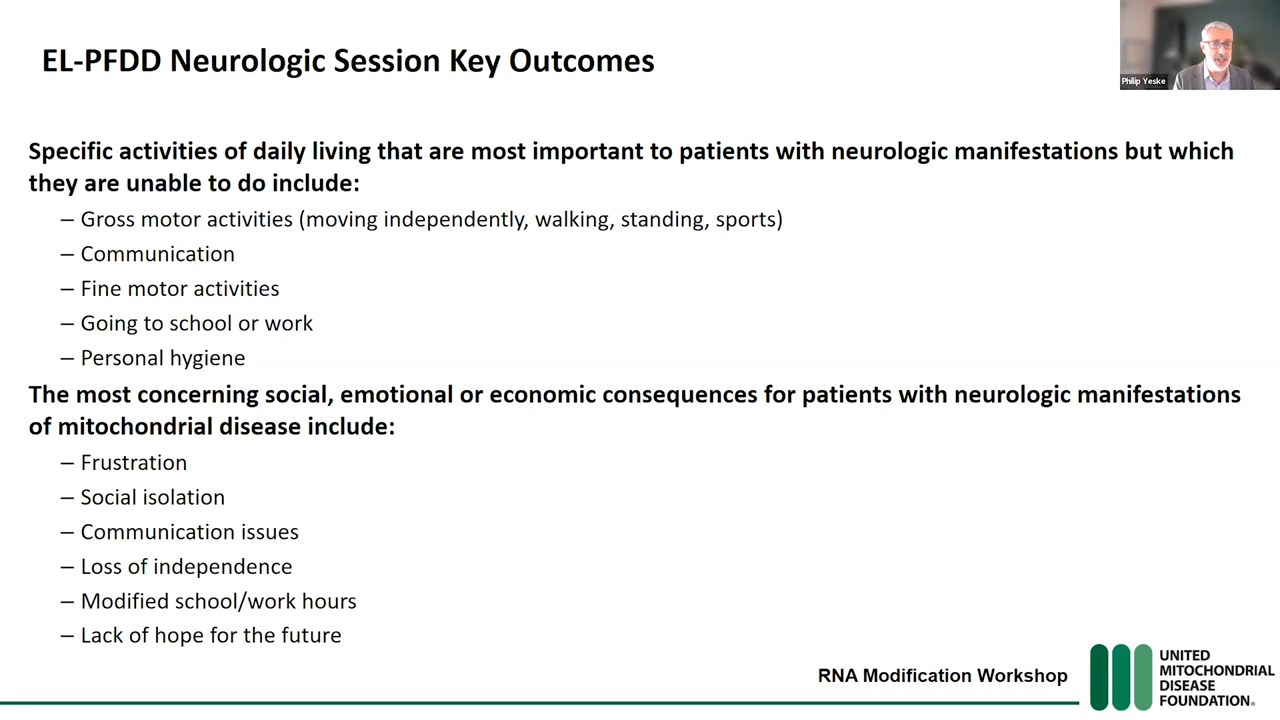 EL-PFDD Neurologic Session Key Outcomes
Philip Yeske
Specific activities of daily living that are most important to patients with neurologic manifestations but which
they are unable to do include:
– Gross motor activities (moving independently, walking, standing, sports)
– Communication
– Fine motor activities
– Going to school or work
– Personal hygiene
The most concerning social, emotional or economic consequences for patients with neurologic manifestations
of mitochondrial disease include:
– Frustration
– Social isolation
– Communication issues
– Loss of independence
– Modified school/work hours
– Lack of hope for the future
RNA Modification Workshop
UNITED
MITOCHONDRIAL
DISEASE
FOUNDATION®